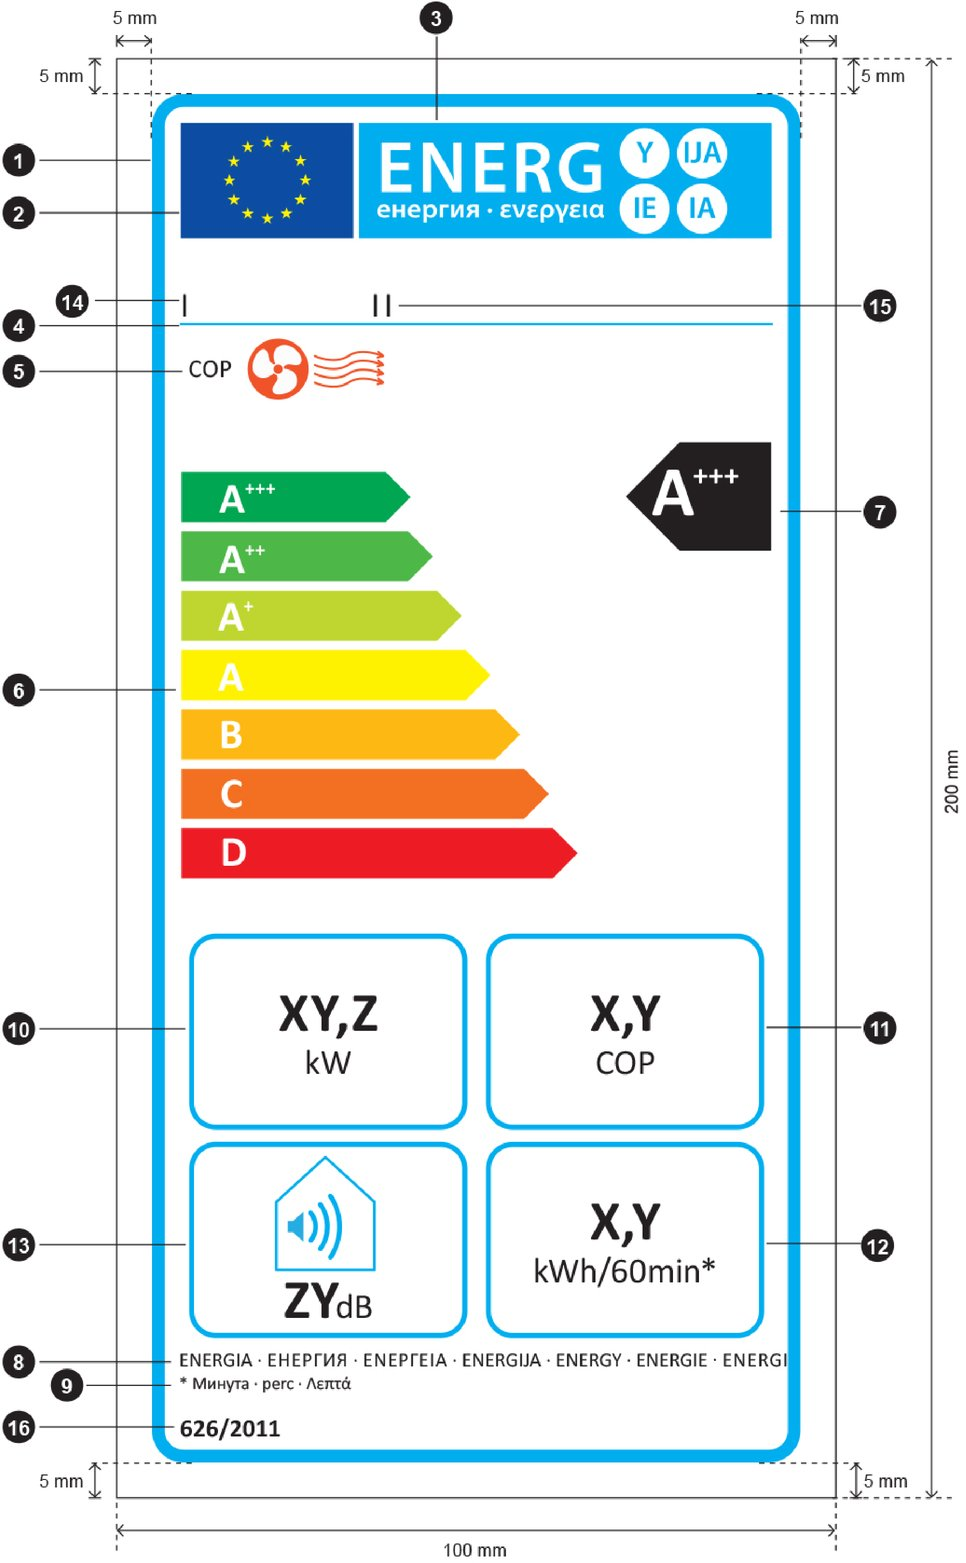 5 mm
3
5 mm
5 mm
5 mm
1
ENERG
Y
IJA
2
енергия · ενεργεια
IE
IA
14
I
II
15
4
5
COP
A+++
A+++
7
A++
A+
6
A
B
C
D
200 mm
10
XY,Z
kW
X,Y
COP
11
13
ZYdB
X,Y
kWh/60min*
12
8
ENERGIA · ЕНЕРГИЯ · ΕΝΕΡΓΕΙΑ · ENERGIJA · ENERGY · ENERGIE · ENERGI
9
* Минута · perc · Λεπτά
16
626/2011
5 mm
5 mm
100 mm